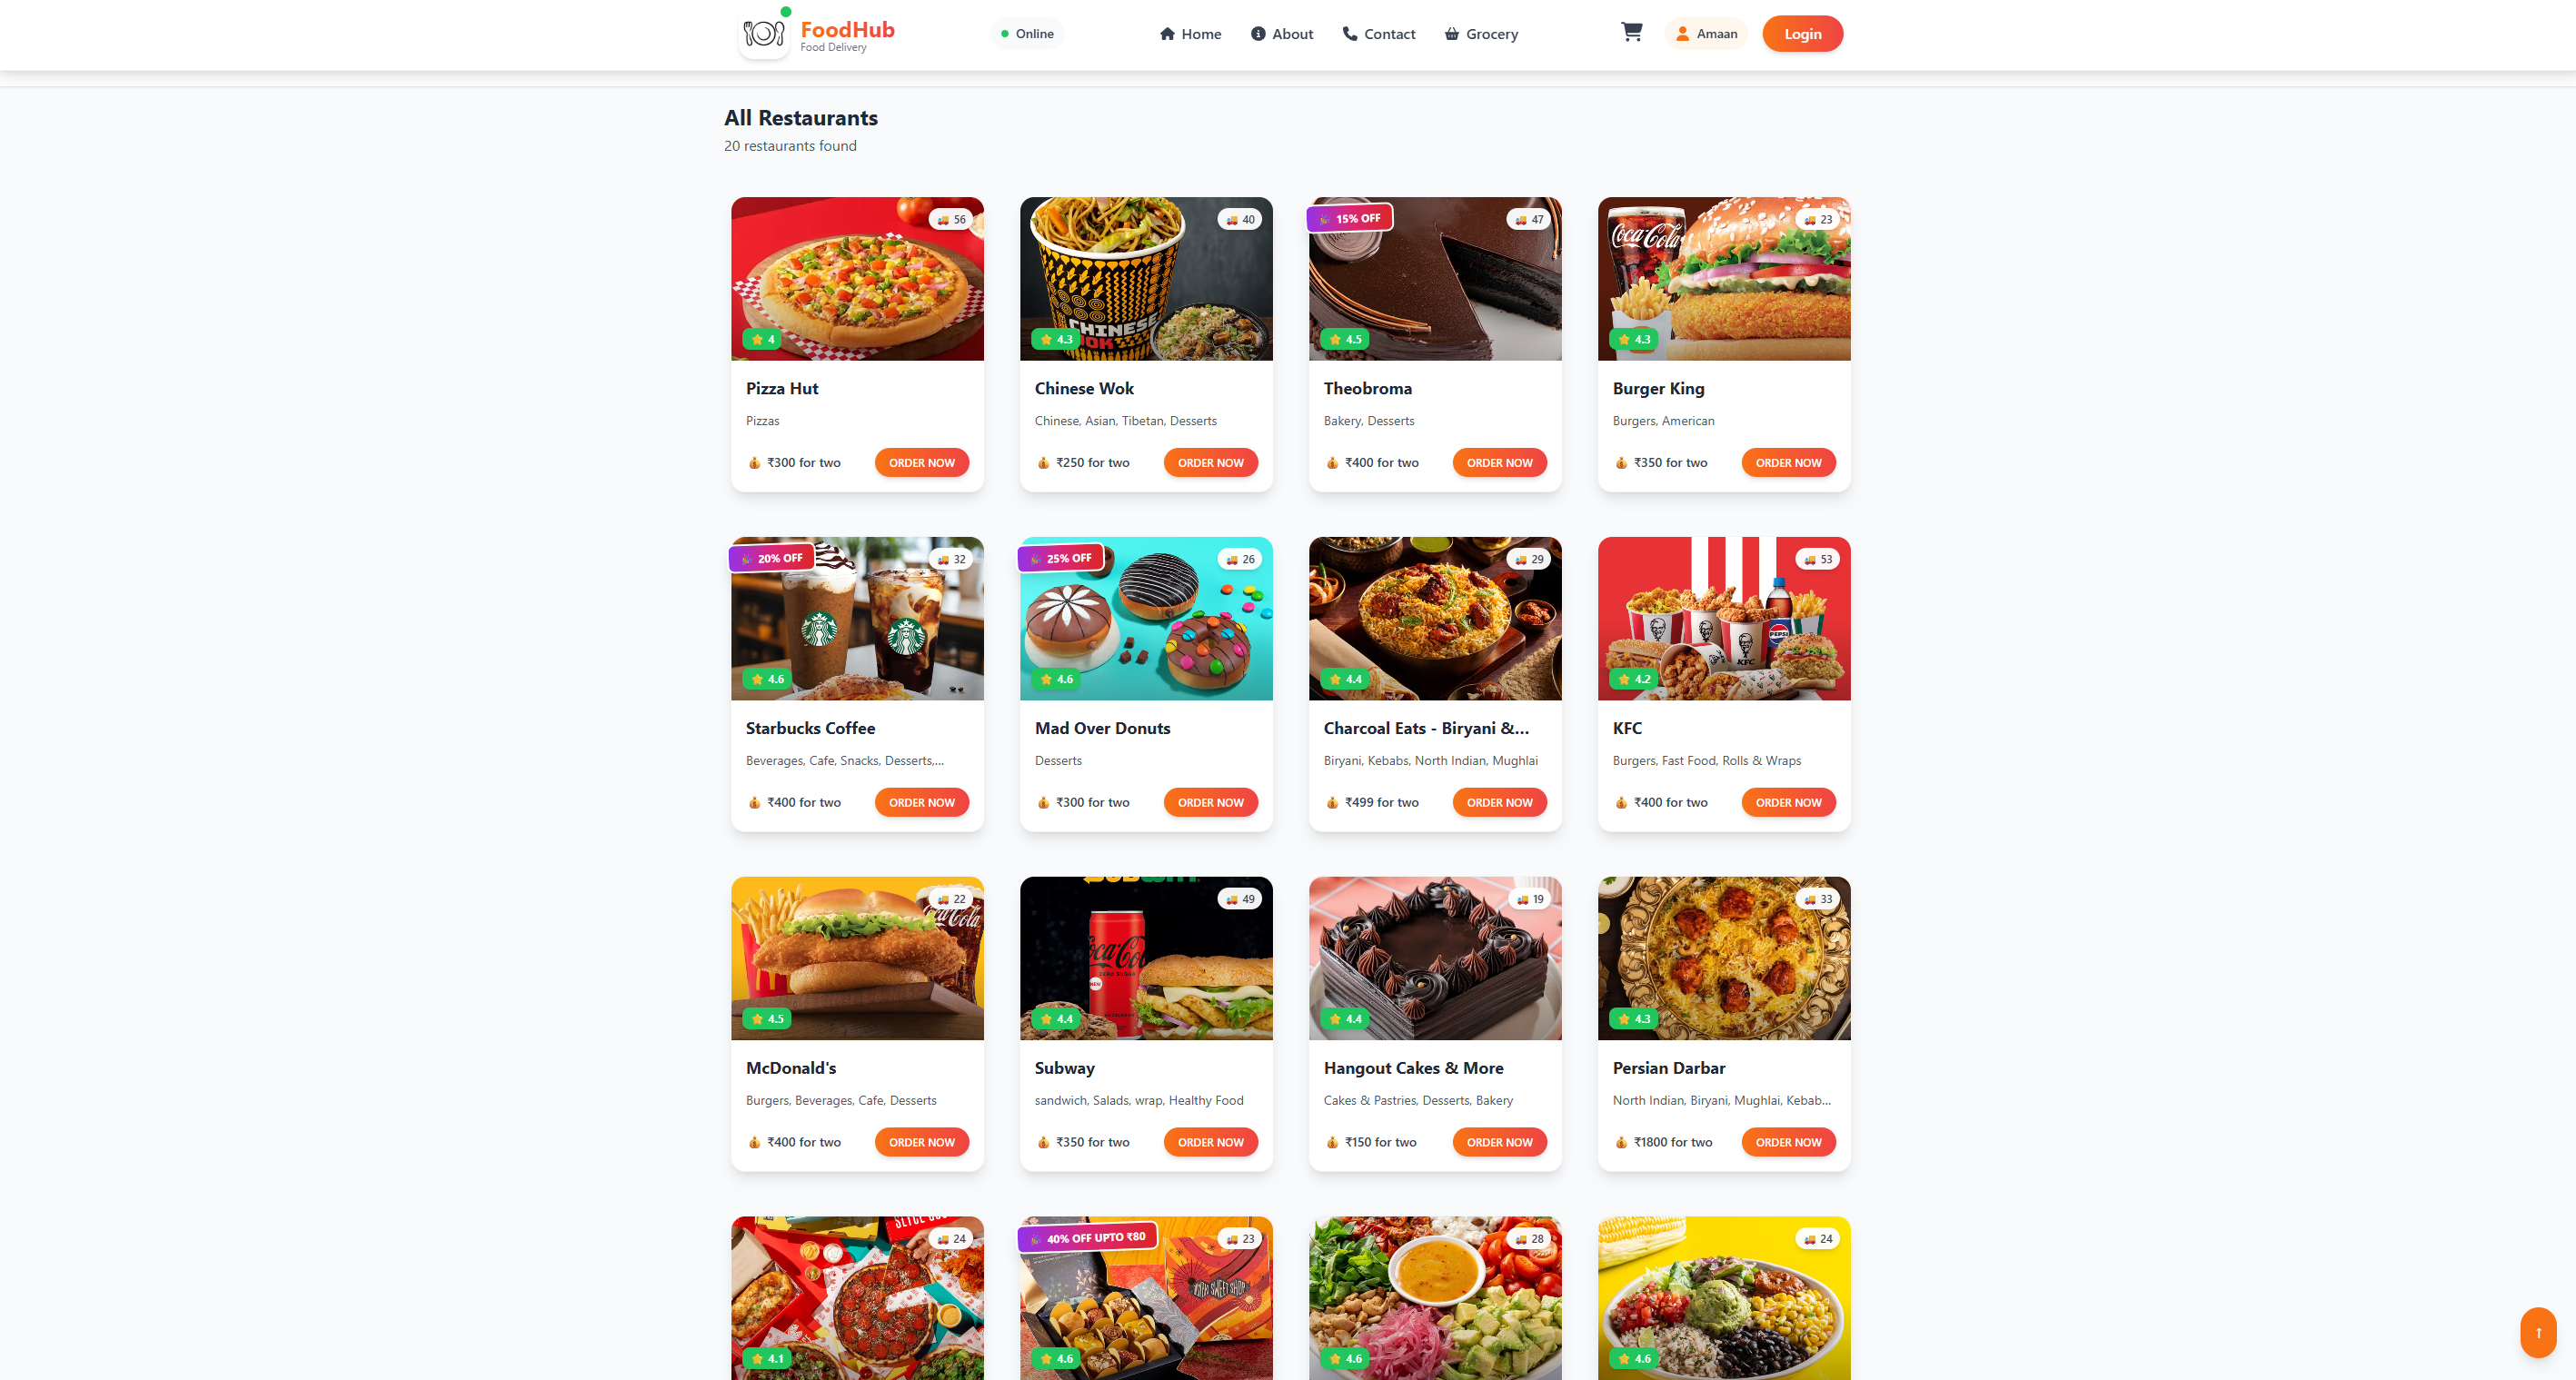 FoodHub
Food Delivery
Online
Home
About
Contact
Grocery
Amaan
Login
All Restaurants
20 restaurants found
56
4
Pizza Hut
Pizzas
₹300 for two
ORDER NOW
40
CHINESE
WOK
4.3
Chinese Wok
Chinese, Asian, Tibetan, Desserts
₹250 for two
ORDER NOW
15% OFF
47
4.5
Theobroma
Bakery, Desserts
₹400 for two
ORDER NOW
23
Coca-Cola
4.3
Burger King
Burgers, American
₹350 for two
ORDER NOW
20% OFF
32
4.6
Starbucks Coffee
Beverages, Cafe, Snacks, Desserts,...
₹400 for two
ORDER NOW
25% OFF
26
4.6
Mad Over Donuts
Desserts
₹300 for two
ORDER NOW
29
4.4
Charcoal Eats - Biryani &...
Biryani, Kebabs, North Indian, Mughlai
₹499 for two
ORDER NOW
53
PEPSI
KFC
4.2
KFC
Burgers, Fast Food, Rolls & Wraps
₹400 for two
ORDER NOW
22
4.5
McDonald's
Burgers, Beverages, Cafe, Desserts
₹400 for two
ORDER NOW
49
ZERO SUGAR
4.4
Subway
sandwich, Salads, wrap, Healthy Food
₹350 for two
ORDER NOW
19
4.4
Hangout Cakes & More
Cakes & Pastries, Desserts, Bakery
₹150 for two
ORDER NOW
33
4.3
Persian Darbar
North Indian, Biryani, Mughlai, Kebab...
₹1800 for two
ORDER NOW
24
4.1
40% OFF UPTO ₹80
23
SWEET SHOP
4.6
28
4.6
24
4.6
↑